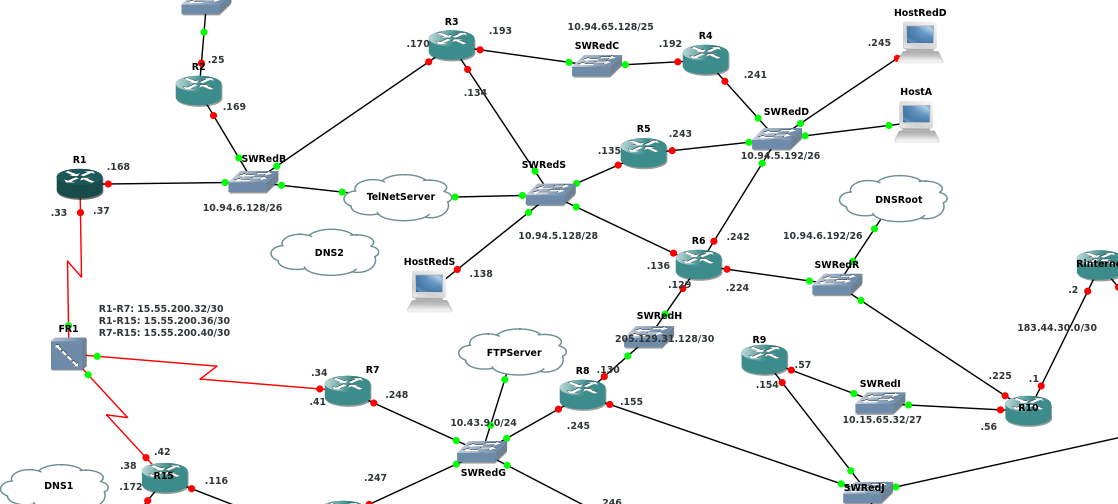 HostRedD
R3
.193
10.94.65.128/25
R4
.245
.170
SWRedC
.192
.25
R2
.241
.134
HostA
.169
SWRedD
R5
.243
.135
10.94.5.192/26
R1
.168
SWRedB
SWRedS
TelNetServer
DNSRoot
10.94.6.128/26
.33
.37
10.94.5.128/28
R6
.242
10.94.6.192/26
DNS2
HostRedS
.138
.136
SWRedR
.129
.224
.2
R1-R7: 15.55.200.32/30
R1-R15: 15.55.200.36/30
R7-R15: 15.55.200.40/30
FR1
SWRedH
205.129.31.128/30
183.44.30.0/30
FTPServer
R9
.57
.34
R7
R8
.130
.154
SWRedI
.225
.1
.41
.248
.155
10.15.65.32/27
R10
.56
10.43.9.0/24
.245
.42
.38
R15
SWRedG
DNS1
.172
.116
.247
SWRedJ
.246